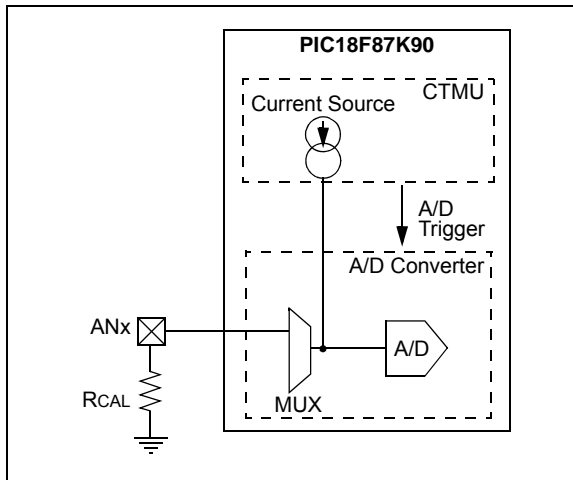 PIC18F87K90
CTMU
Current Source
A/D
Trigger
A/D Converter
ANx
A/D
RCAL
MUX